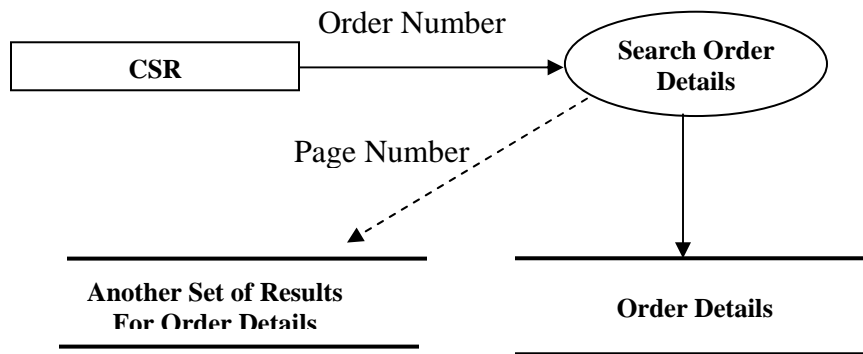 Order Number
CSR
Search Order
Details
Page Number
Another Set of Results
For Order Details
Order Details